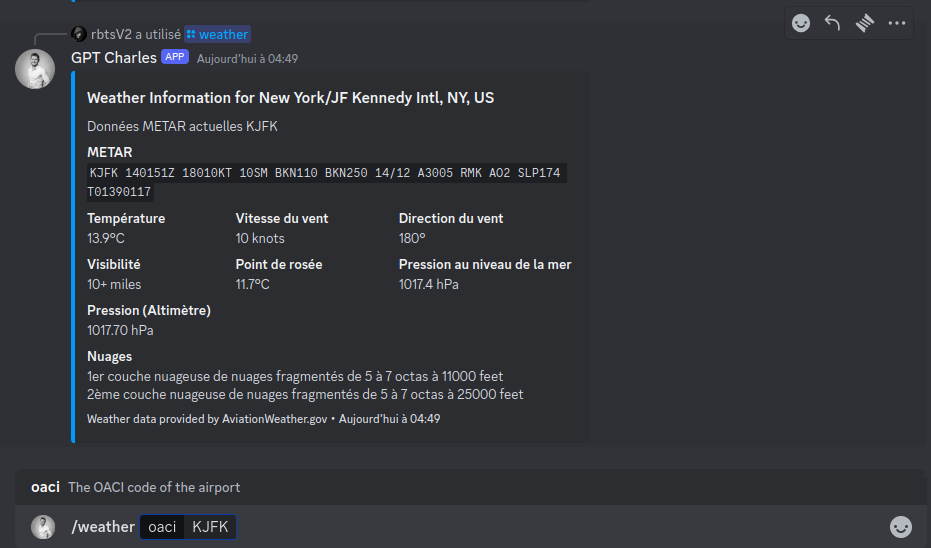 rbtsV2 a utilisé weather
GPT Charles APP Aujourd'hui à 04:49
Weather Information for New York/JF Kennedy Intl, NY, US
Données METAR actuelles KJFK
METAR
KJFK 140151Z 18010KT 10SM BKN110 BKN250 14/12 A3005 RMK AO2 SLP174
T01390117
Température Vitesse du vent Direction du vent
13.9°C 10 knots 180°
Visibilité Point de rosée Pression au niveau de la mer
10+ miles 11.7°C 1017.4 hPa
Pression (Altimètre)
1017.70 hPa
Nuages
1er couche nuageuse de nuages fragmentés de 5 à 7 octas à 11000 feet
2ème couche nuageuse de nuages fragmentés de 5 à 7 octas à 25000 feet
Weather data provided by AviationWeather.gov • Aujourd'hui à 04:49
oaci The OACI code of the airport
/weather oaci KJFK